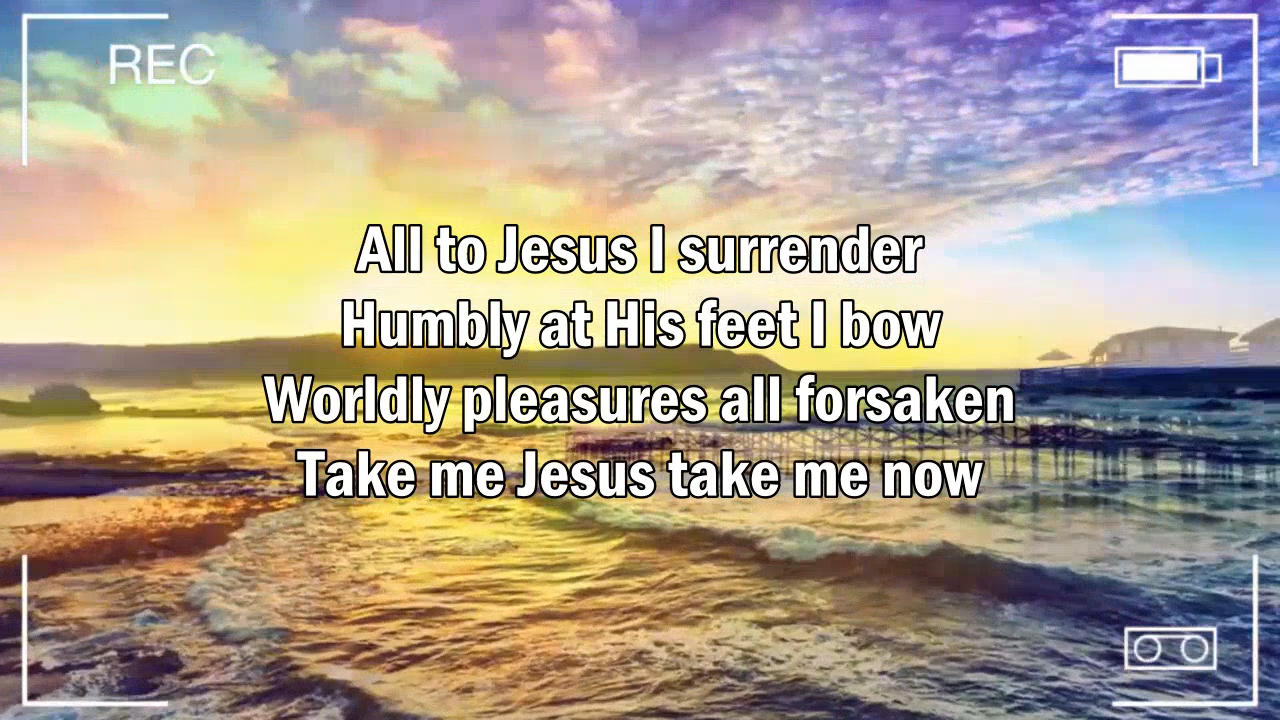 REC
All to Jesus I surrender
Humbly at His feet I bow
Worldly pleasures all forsaken
Take me Jesus take me now